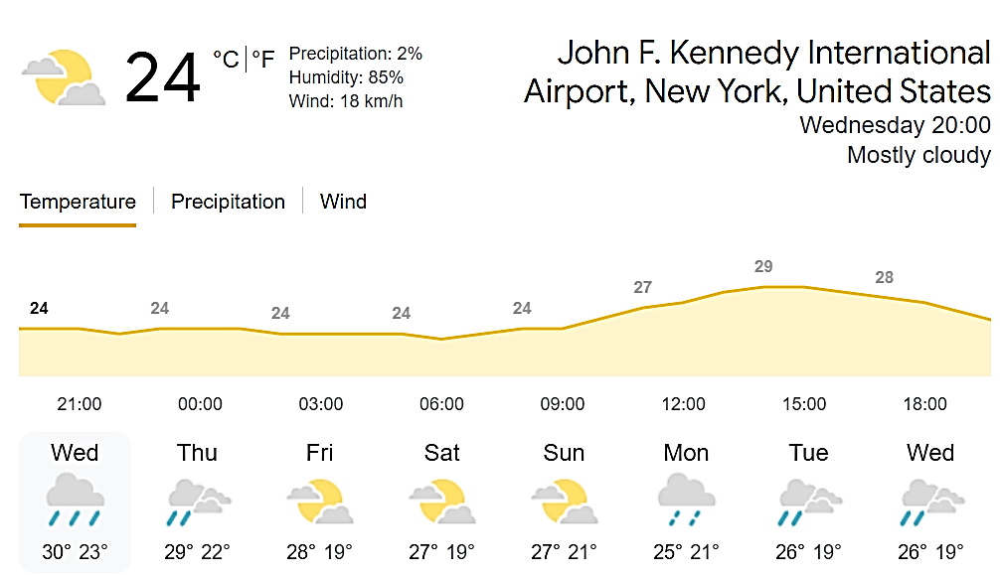 24 °C | °F
Precipitation: 2%
Humidity: 85%
Wind: 18 km/h
John F. Kennedy International
Airport, New York, United States
Wednesday 20:00
Mostly cloudy
Temperature | Precipitation | Wind
24 24 24 24 24 27 29 28
21:00 00:00 03:00 06:00 09:00 12:00 15:00 18:00
Wed Thu Fri Sat Sun Mon Tue Wed
30° 23° 29° 22° 28° 19° 27° 19° 27° 21° 25° 21° 26° 19° 26° 19°